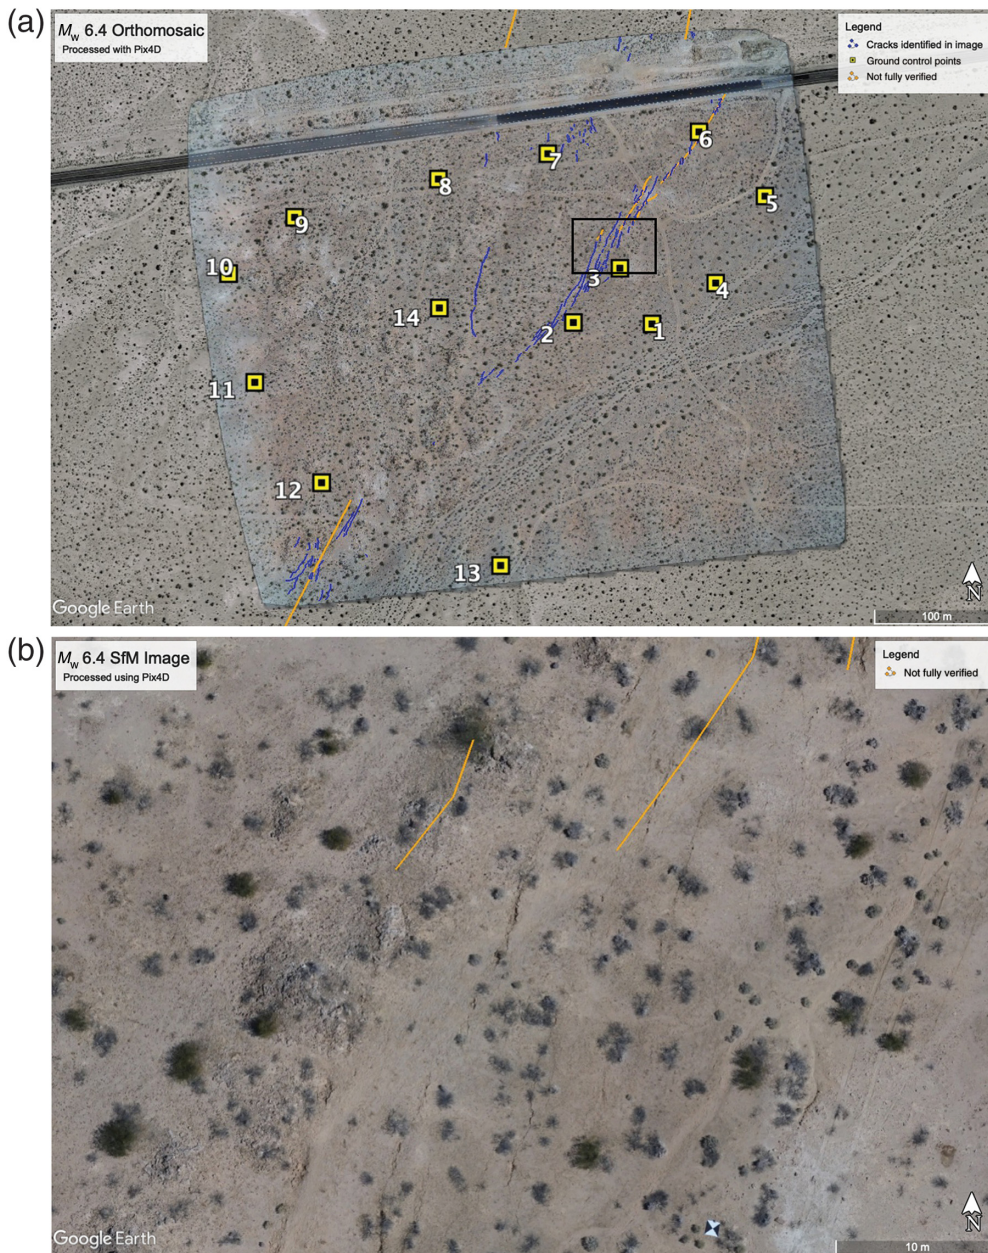 (a)
Mw 6.4 Orthomosaic
Processed with Pix4D
Legend
Cracks identified in image
Ground control points
Not fully verified
6
7
8
5
9
10
3
4
14
2
1
11
12
13
N
Google Earth
100 m
(b)
Mw 6.4 SfM Image
Processed using Pix4D
Legend
Not fully verified
N
Google Earth
10 m